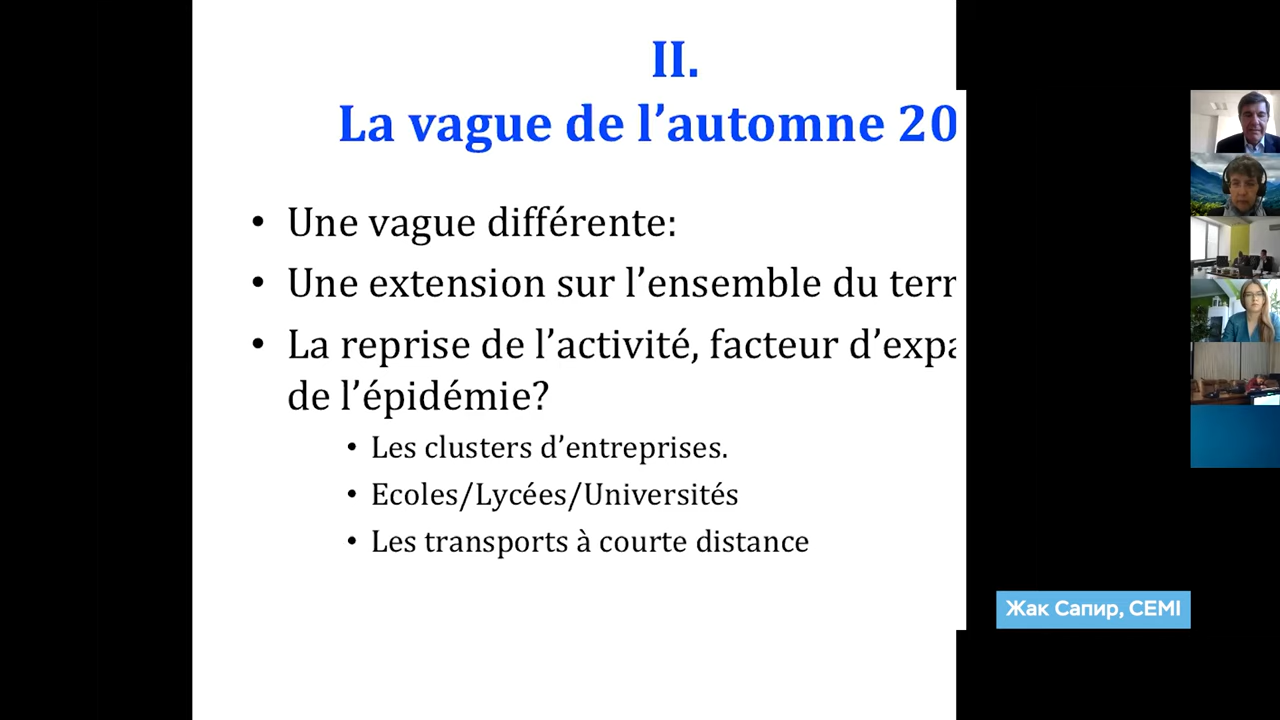 II.
La vague de l’automne 20
• Une vague différente:
• Une extension sur l’ensemble du terr
• La reprise de l’activité, facteur d’expa
de l’épidémie?
• Les clusters d’entreprises.
• Ecoles/Lycées/Universités
• Les transports à courte distance
Жак Сапир, CEMI